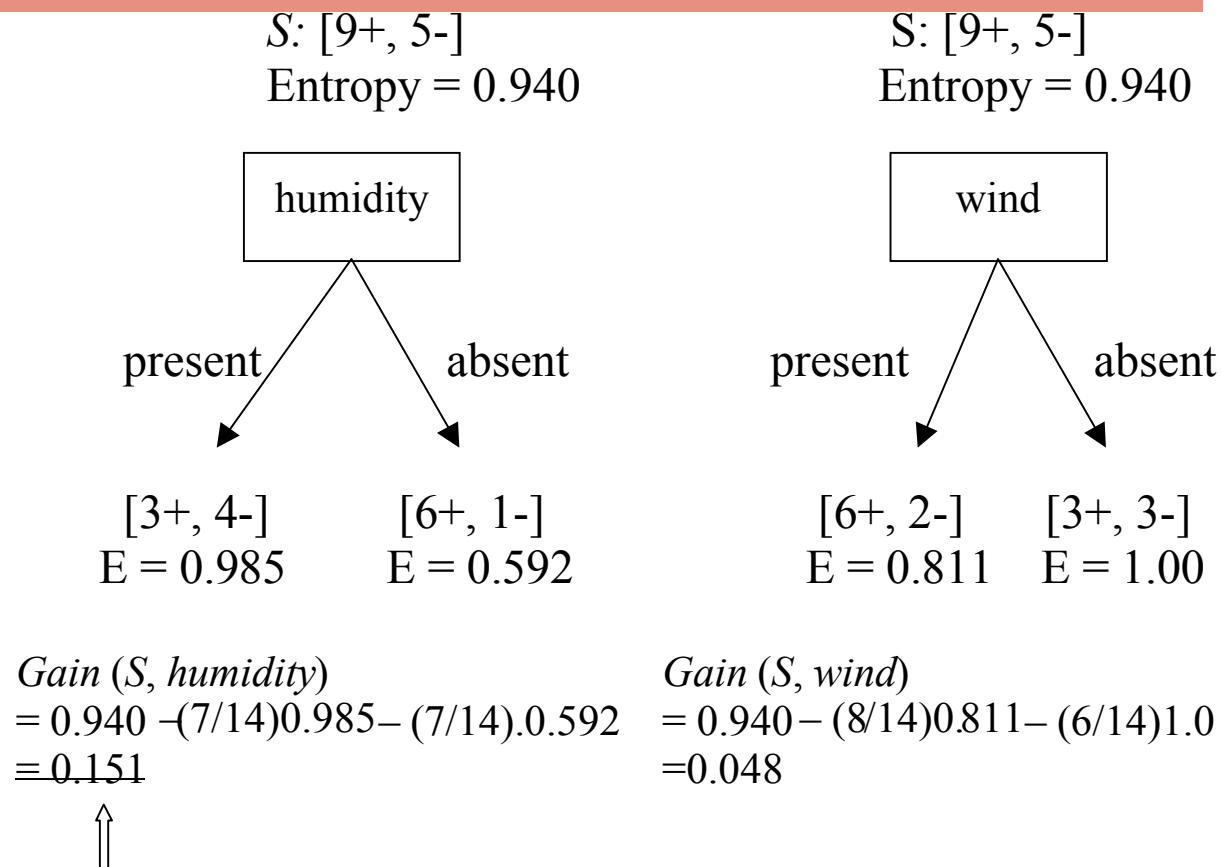 S: [9+, 5-]
Entropy = 0.940
humidity
present
absent
[3+, 4-]
E = 0.985
[6+, 1-]
E = 0.592
Gain (S, humidity)
= 0.940 –(7/14)0.985– (7/14).0.592
= 0.151
S: [9+, 5-]
Entropy = 0.940
wind
present
absent
[6+, 2-]
E = 0.811
[3+, 3-]
E = 1.00
Gain (S, wind)
= 0.940– (8/14)0.811– (6/14)1.0
=0.048